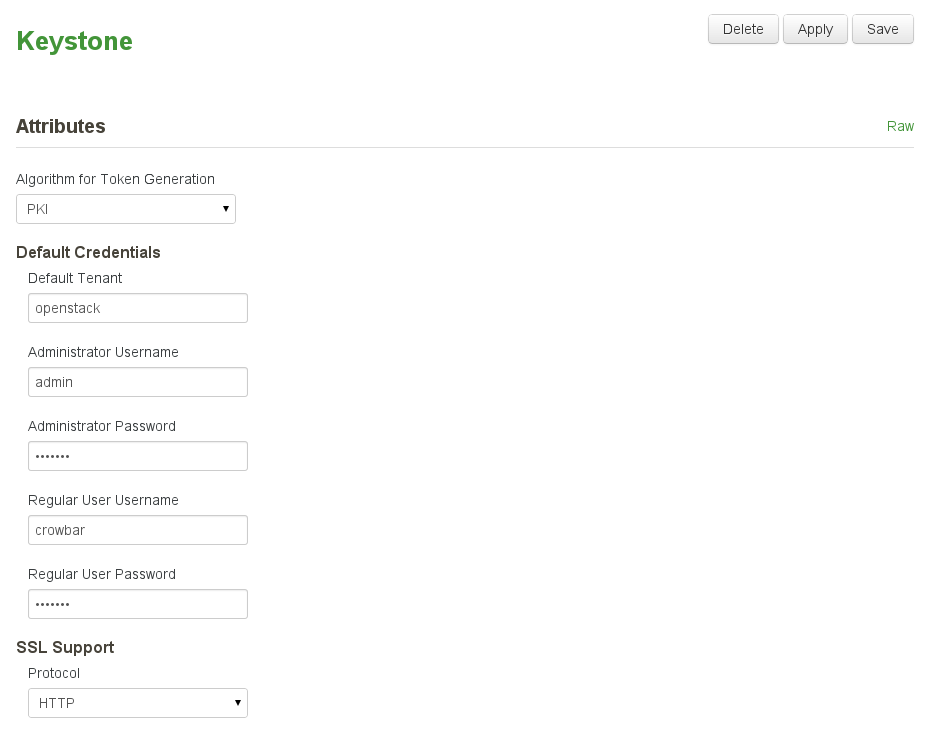 Keystone
Delete Apply Save
Attributes
Raw
Algorithm for Token Generation
PKI
Default Credentials
Default Tenant
openstack
Administrator Username
admin
Administrator Password
•••••••
Regular User Username
crowbar
Regular User Password
•••••••
SSL Support
Protocol
HTTP